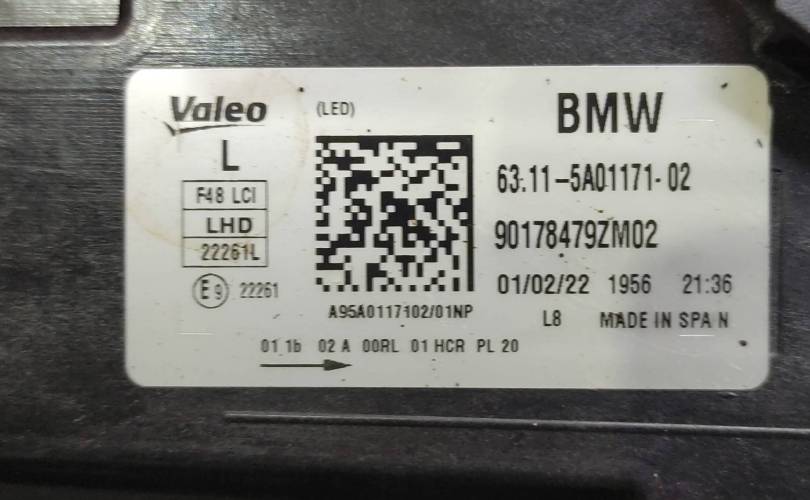 Valeo (LED)
L
F48 LCI
LHD
22261L
E9 22261
A95A0117102/01NP
BMW
63.11-5A01171-02
90178479ZM02
01/02/22 1956 21:36
L8 MADE IN SPAIN
01 1b 02 A 00RL 01 HCR PL 20